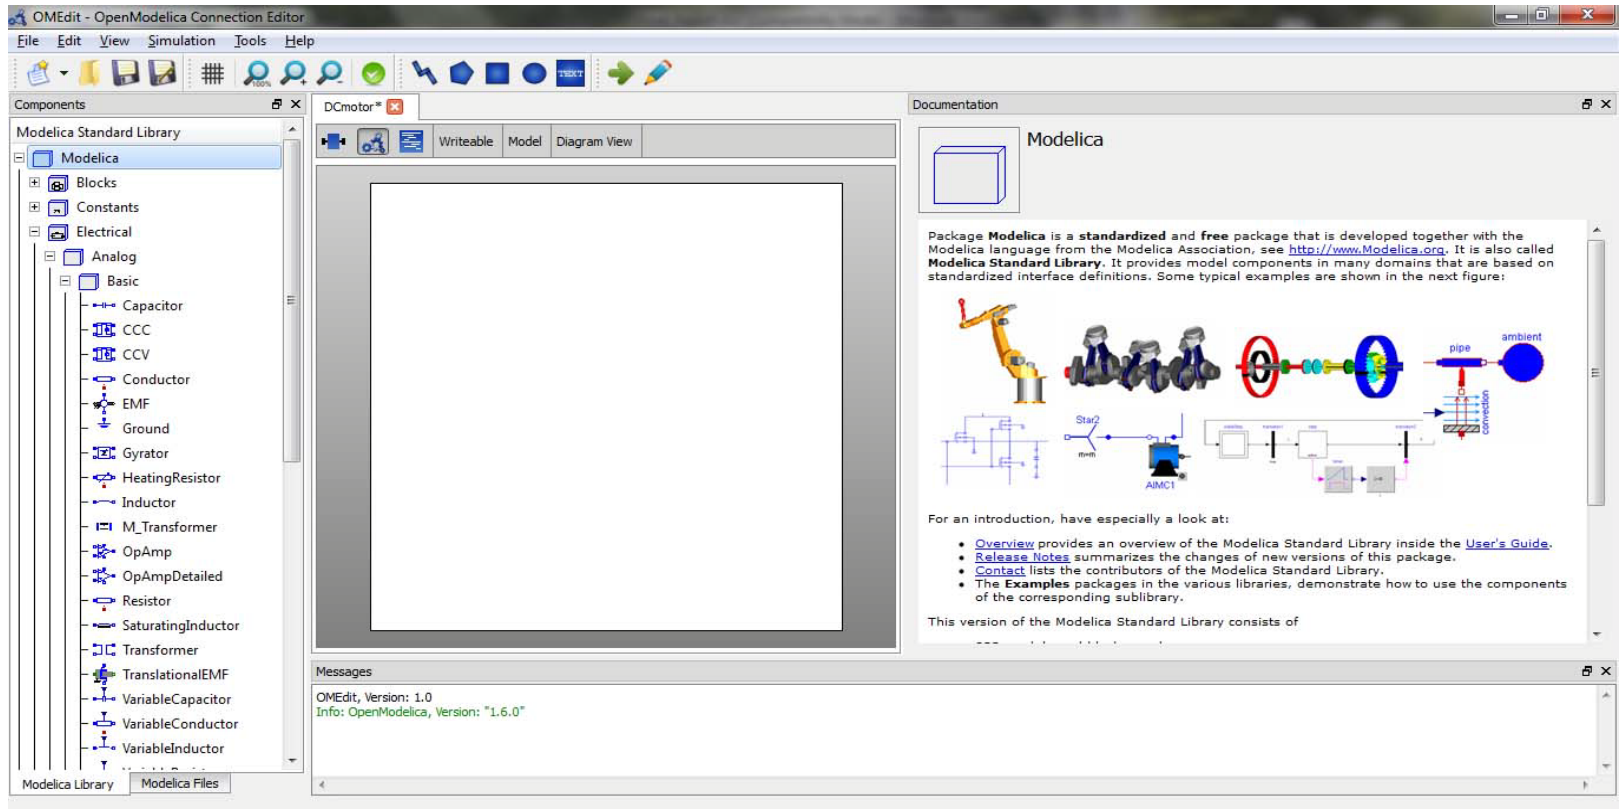 OMEdit - OpenModelica Connection Editor
File Edit View Simulation Tools Help
100%
TEXT
Components
Modelica Standard Library
Modelica
Blocks
Constants
Electrical
Analog
Basic
Capacitor
CCC
CCV
Conductor
EMF
Ground
Gyrator
HeatingResistor
Inductor
M_Transformer
OpAmp
OpAmpDetailed
Resistor
SaturatingInductor
Transformer
TranslationalEMF
VariableCapacitor
VariableConductor
VariableInductor
Modelica Library Modelica Files
DCmotor*
Writeable Model Diagram View
Documentation
Modelica
Package Modelica is a standardized and free package that is developed together with the
Modelica language from the Modelica Association, see http://www.Modelica.org. It is also called
Modelica Standard Library. It provides model components in many domains that are based on
standardized interface definitions. Some typical examples are shown in the next figure:
pipe
ambient
convection
Star2
m=m
AIMC1
For an introduction, have especially a look at:
• Overview provides an overview of the Modelica Standard Library inside the User's Guide.
• Release Notes summarizes the changes of new versions of this package.
• Contact lists the contributors of the Modelica Standard Library.
• The Examples packages in the various libraries, demonstrate how to use the components
of the corresponding sublibrary.
This version of the Modelica Standard Library consists of
Messages
OMEdit, Version: 1.0
Info: OpenModelica, Version: "1.6.0"